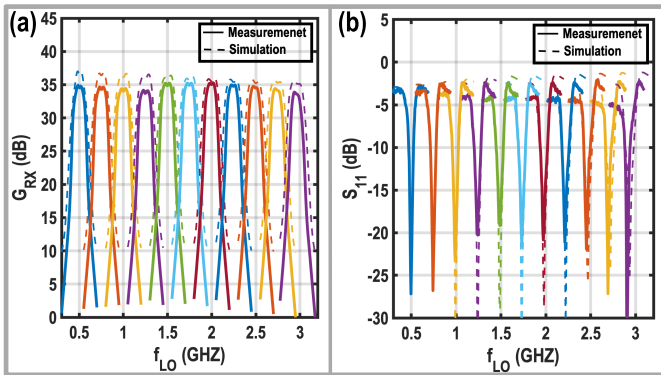 (a)
Measuremenet
Simulation
G_RX (dB)
45
40
35
30
25
20
15
10
5
0
0.5 1 1.5 2 2.5 3
f_LO (GHZ)
(b)
Measuremenet
Simulation
S_11 (dB)
5
0
-5
-10
-15
-20
-25
-30
0.5 1 1.5 2 2.5 3
f_LO (GHZ)